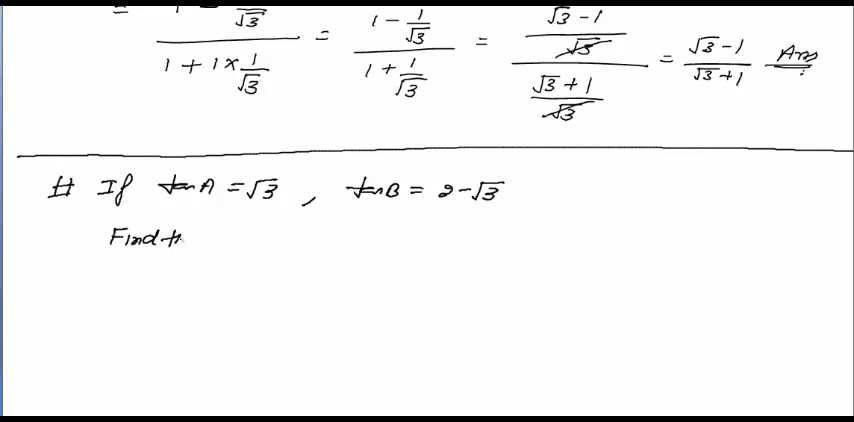 = 1 - 1/√3 / 1 + 1 × 1/√3 = 1 - 1/√3 / 1 + 1/√3 = √3 - 1 / √3 / √3 + 1 / √3 = √3 - 1 / √3 + 1 Ans
# If tanA = √3 , tanB = 2 - √3
Find t